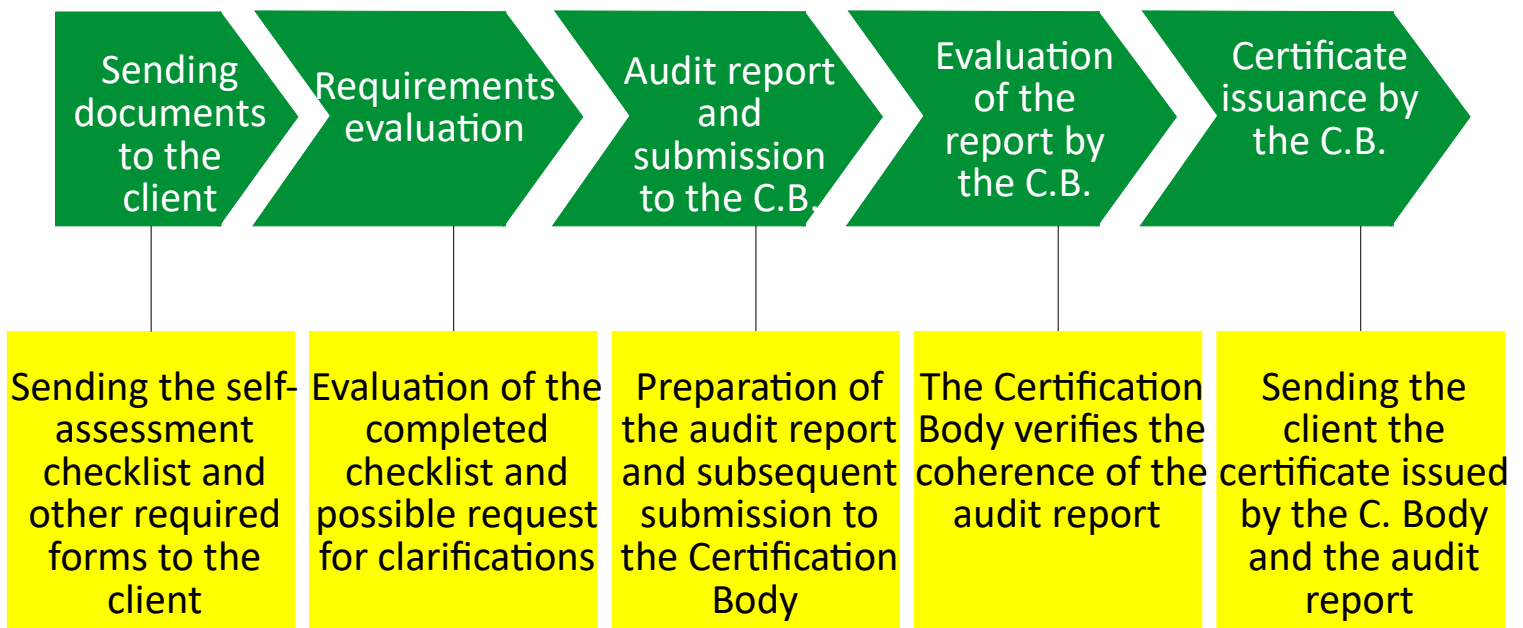 Sending
documents
to the
client
Requirements
evaluation
Audit report
and
submission
to the C.B.
Evaluation
of the
report by
the C.B.
Certificate
issuance by
the C.B.
Sending the self-
assessment
checklist and
other required
forms to the
client
Evaluation of the
completed
checklist and
possible request
for clarifications
Preparation of
the audit report
and subsequent
submission to
the Certification
Body
The Certification
Body verifies the
coherence of the
audit report
Sending the
client the
certificate issued
by the C. Body
and the audit
report